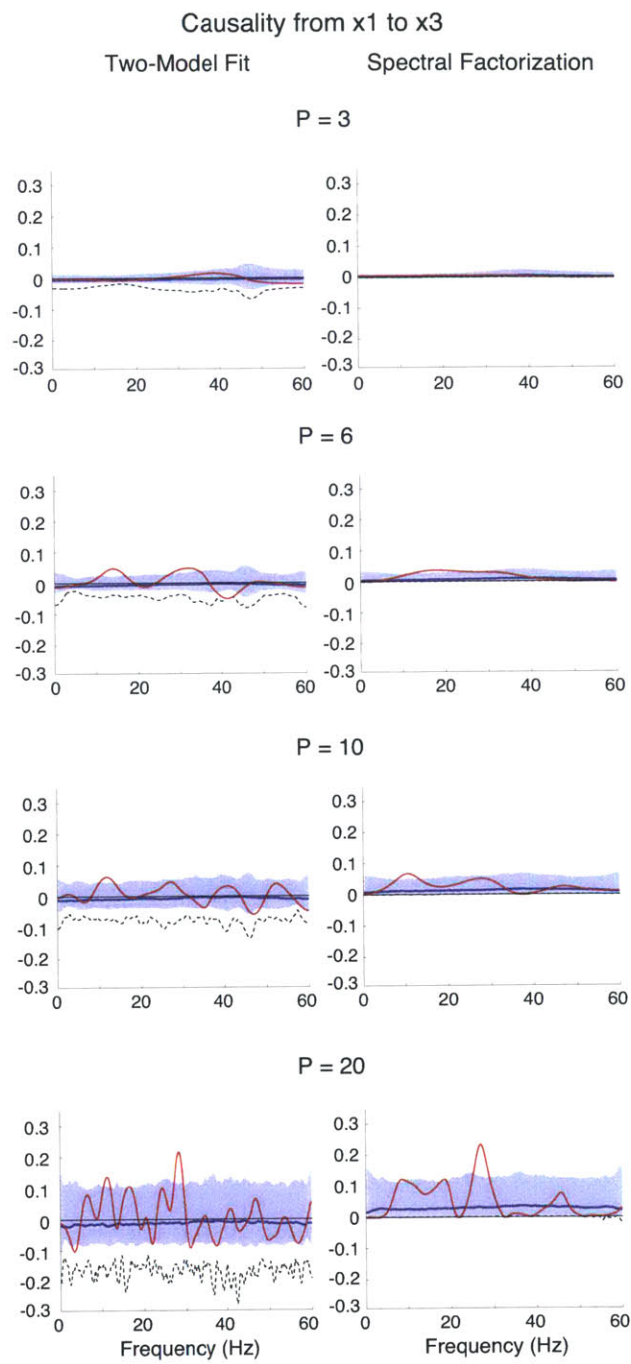 Causality from x1 to x3
Two-Model Fit Spectral Factorization
P = 3
0.3 0.3
0.2 0.2
0.1 0.1
0 0
-0.1 -0.1
-0.2 -0.2
-0.3 -0.3
0 20 40 60 0 20 40 60
P = 6
0.3 0.3
0.2 0.2
0.1 0.1
0 0
-0.1 -0.1
-0.2 -0.2
-0.3 -0.3
0 20 40 60 0 20 40 60
P = 10
0.3 0.3
0.2 0.2
0.1 0.1
0 0
-0.1 -0.1
-0.2 -0.2
-0.3 -0.3
0 20 40 60 0 20 40 60
P = 20
0.3 0.3
0.2 0.2
0.1 0.1
0 0
-0.1 -0.1
-0.2 -0.2
-0.3 -0.3
0 20 40 60 0 20 40 60
Frequency (Hz) Frequency (Hz)